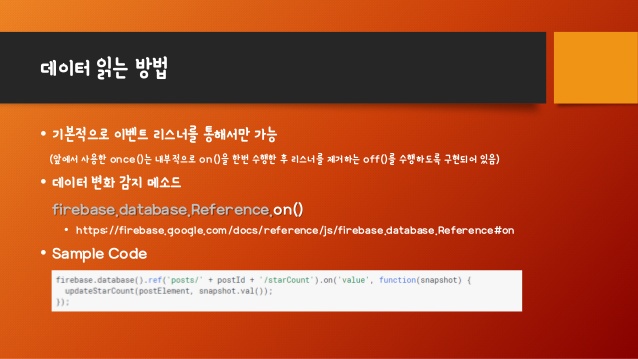 데이터 읽는 방법
• 기본적으로 이벤트 리스너를 통해서만 가능
(앞에서 사용한 once()는 내부적으로 on()을 한번 수행한 후 리스너를 제거하는 off()를 수행하도록 구현되어 있음)
• 데이터 변화 감지 메소드
firebase.database.Reference.on()
• https://firebase.google.com/docs/reference/js/firebase.database.Reference#on
• Sample Code
firebase.database().ref('posts/' + postId + '/starCount').on('value', function(snapshot) {
updateStarCount(postElement, snapshot.val());
});